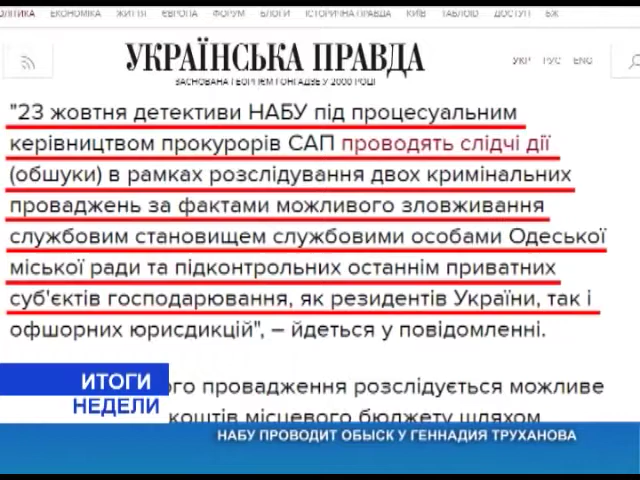 ПОЛІТИКА ЕКОНОМІКА ЖИТТЯ ЄВРОПА ФОРУМ БЛОГИ ІСТОРИЧНА ПРАВДА КИЇВ ТАБЛОЇД ДОСТУП БЖ
УКРАЇНСЬКА ПРАВДА
УКР РУС ENG
ЗАСНОВАНА ГЕОРГІЄМ ҐОНҐАДЗЕ У 2000 РОЦІ
"23 жовтня детективи НАБУ під процесуальним
керівництвом прокурорів САП проводять слідчі дії
(обшуки) в рамках розслідування двох кримінальних
проваджень за фактами можливого зловживання
службовим становищем службовими особами Одеської
міської ради та підконтрольних останнім приватних
суб'єктів господарювання, як резидентів України, так і
офшорних юрисдикцій", – йдеться у повідомленні.
провадження розслідується можливе
коштів місцевого бюджету шляхом
ИТОГИ
НЕДЕЛИ
НАБУ ПРОВОДИТ ОБЫСК У ГЕННАДИЯ ТРУХАНОВА